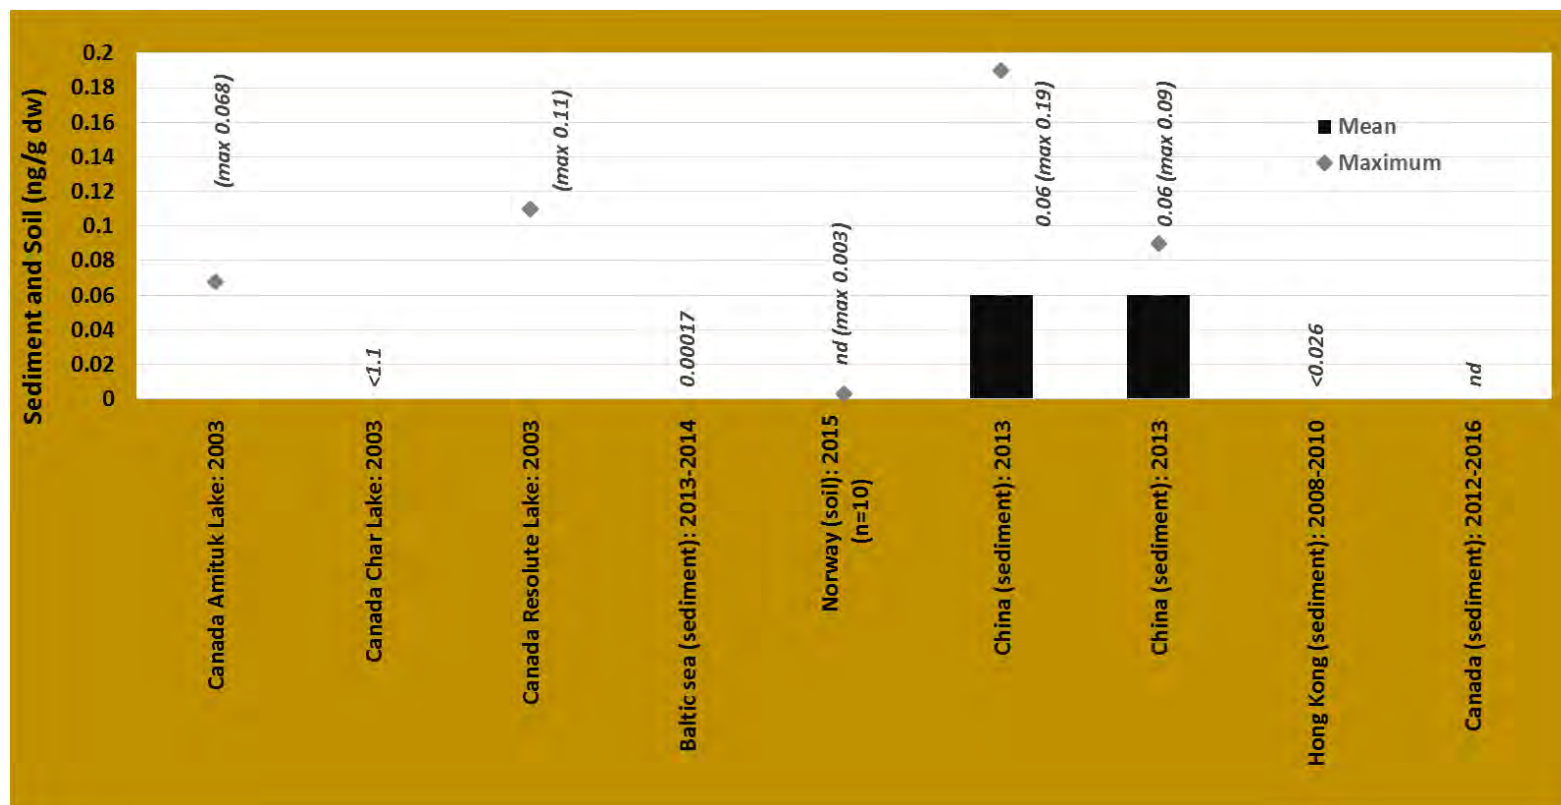 Sediment and Soil (ng/g dw)
0.2
0.18
0.16
0.14
0.12
0.1
0.08
0.06
0.04
0.02
0
(max 0.068)
<1.1
(max 0.11)
0.00017
nd (max 0.003)
0.06 (max 0.19)
0.06 (max 0.09)
<0.026
nd
Mean
Maximum
Canada Amituk Lake: 2003
Canada Char Lake: 2003
Canada Resolute Lake: 2003
Baltic sea (sediment): 2013-2014
Norway (soil): 2015
(n=10)
China (sediment): 2013
China (sediment): 2013
Hong Kong (sediment): 2008-2010
Canada (sediment): 2012-2016